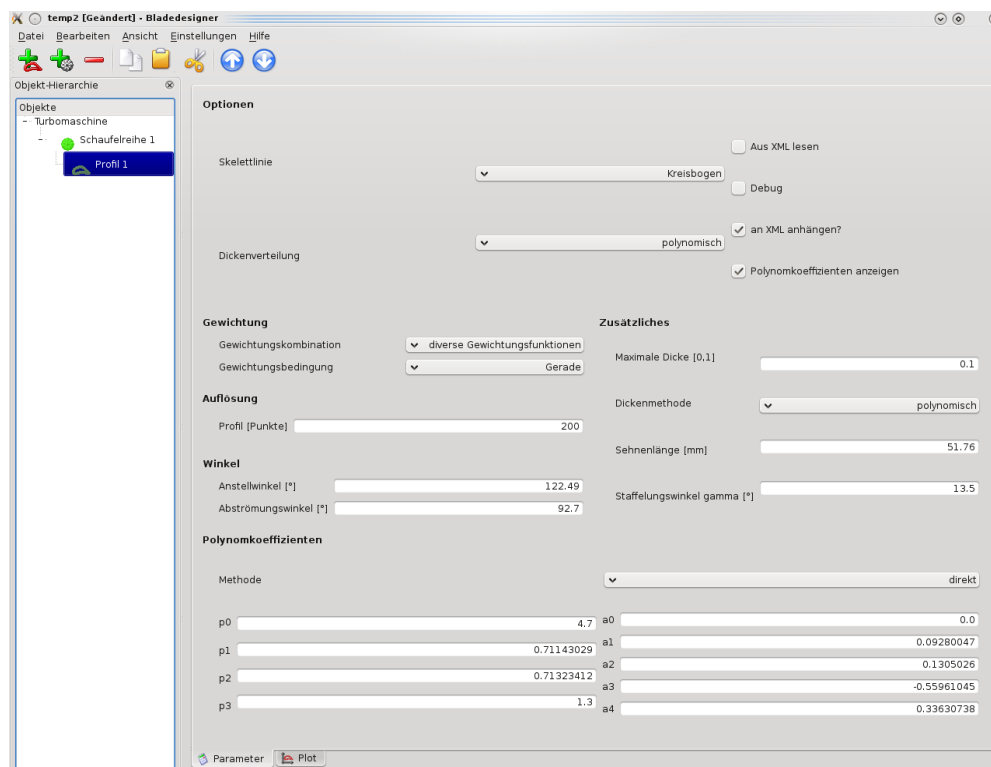 temp2 [Geändert] - Bladedesigner
Datei Bearbeiten Ansicht Einstellungen Hilfe
Objekt-Hierarchie
Objekte
Turbomaschine
Schaufelreihe 1
Profil 1
Optionen
Skelettlinie
Kreisbogen
Aus XML lesen
Debug
Dickenverteilung
polynomisch
an XML anhängen?
Polynomkoeffizienten anzeigen
Gewichtung
Gewichtungskombination
diverse Gewichtungsfunktionen
Gewichtungsbedingung
Gerade
Auflösung
Profil [Punkte]
200
Winkel
Anstellwinkel [°]
122.49
Abströmungswinkel [°]
92.7
Zusätzliches
Maximale Dicke [0,1]
0.1
Dickenmethode
polynomisch
Sehnenlänge [mm]
51.76
Staffelungswinkel gamma [°]
13.5
Polynomkoeffizienten
Methode
direkt
p0 4.7
p1 0.71143029
p2 0.71323412
p3 1.3
a0 0.0
a1 0.09280047
a2 0.1305026
a3 -0.55961045
a4 0.33630738
Parameter Plot